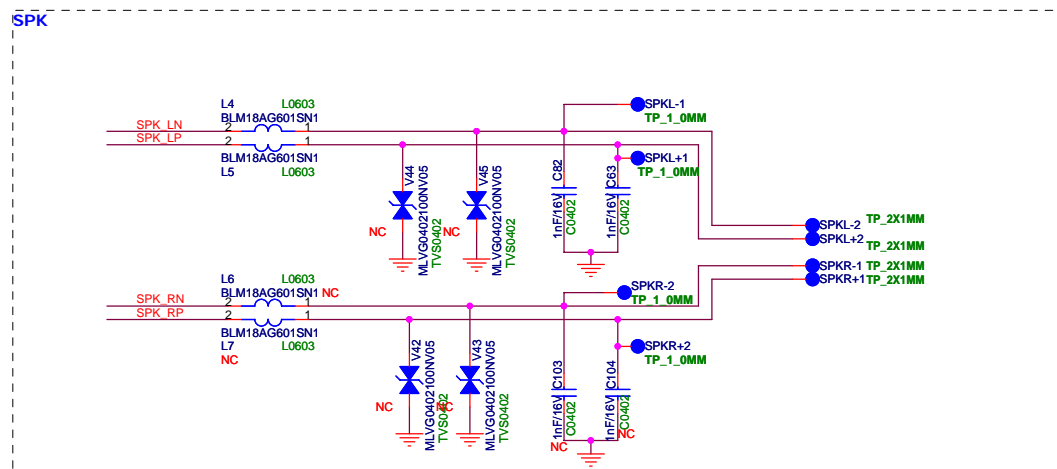 SPK
L4 L0603
BLM18AG601SN1
SPK_LN 2 1
SPK_LP 2 1
BLM18AG601SN1
L5 L0603
SPKL-1
TP_1_0MM
SPKL+1
TP_1_0MM
V44
MLVG0402100NV05
TVS0402
NC
V45
MLVG0402100NV05
TVS0402
NC
C82
1nF/16V
C0402
C63
1nF/16V
C0402
SPKL-2 TP_2X1MM
SPKL+2 TP_2X1MM
SPKR-1 TP_2X1MM
SPKR+1 TP_2X1MM
L6 L0603
BLM18AG601SN1 NC
SPK_RN 2 1
SPK_RP 2 1
BLM18AG601SN1
L7 L0603
NC
SPKR-2
TP_1_0MM
SPKR+2
TP_1_0MM
V42
MLVG0402100NV05
TVS0402
NC
V43
MLVG0402100NV05
TVS0402
NC
C103
1nF/16V
C0402
NC
C104
1nF/16V
C0402
NC